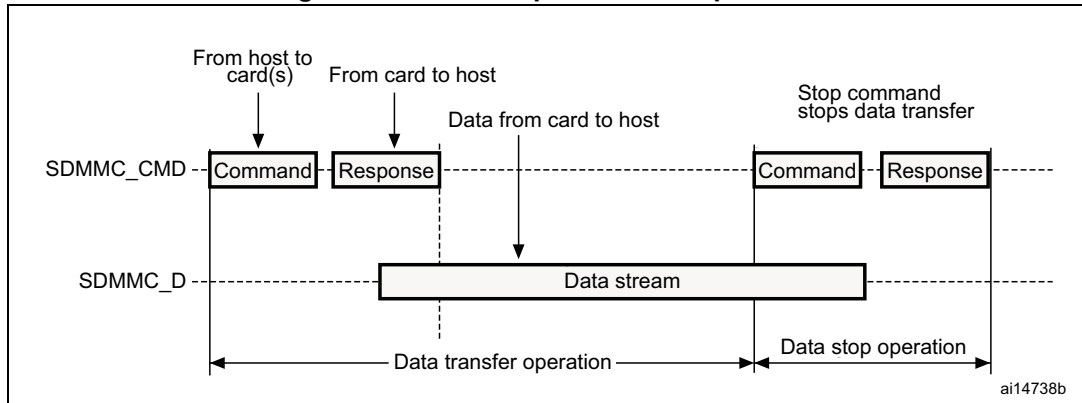 From host to
card(s)
From card to host
Data from card to host
Stop command
stops data transfer
SDMMC_CMD
Command
Response
Command
Response
SDMMC_D
Data stream
Data transfer operation
Data stop operation
ai14738b